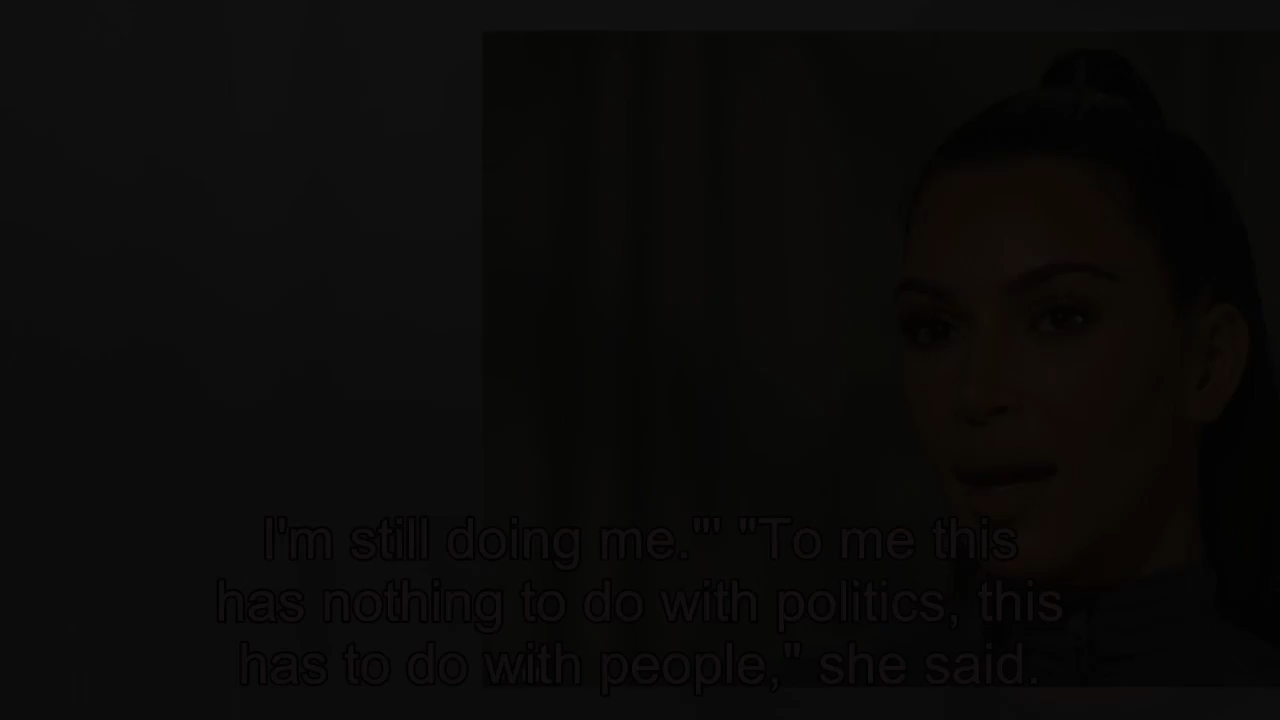 I'm still doing me.'" "To me this
has nothing to do with politics, this
has to do with people," she said.